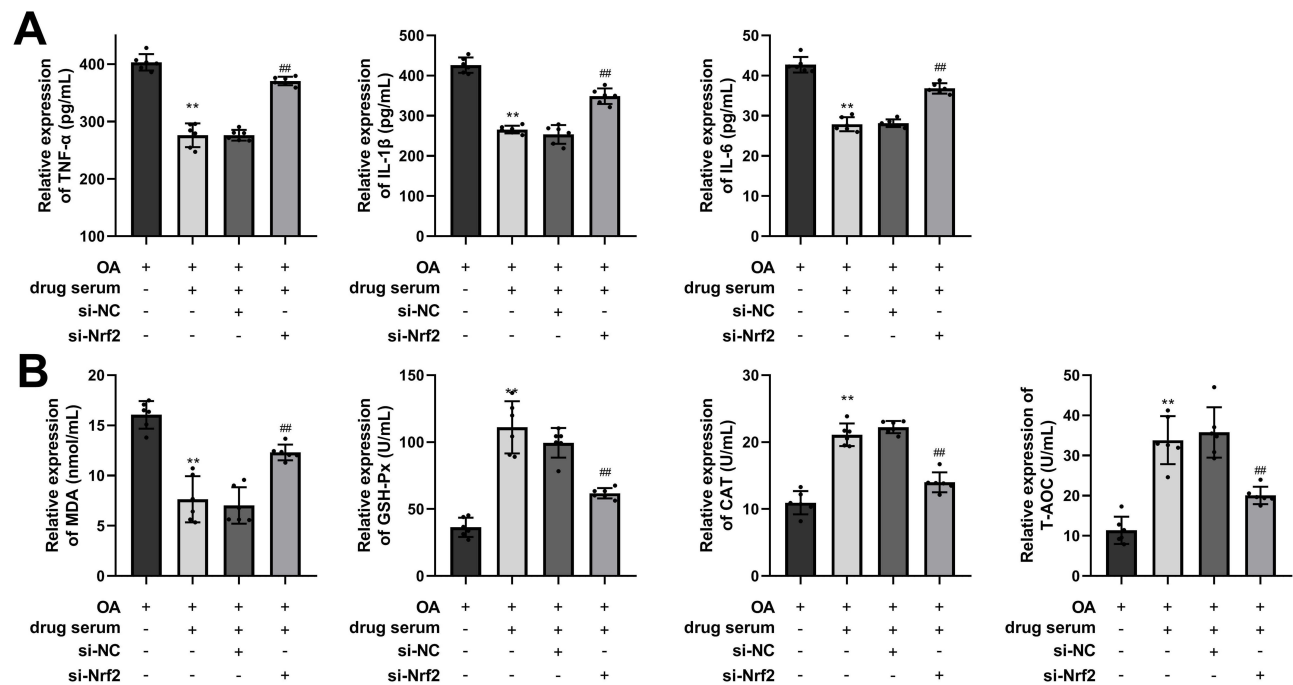 A
Relative expression
of TNF-α (pg/mL)
400
300
200
100
**
##
OA + + + +
drug serum - + + +
si-NC - - + -
si-Nrf2 - - - +
Relative expression
of IL-1β (pg/mL)
500
400
300
200
100
0
**
##
OA + + + +
drug serum - + + +
si-NC - - + -
si-Nrf2 - - - +
Relative expression
of IL-6 (pg/mL)
50
40
30
20
10
0
**
##
OA + + + +
drug serum - + + +
si-NC - - + -
si-Nrf2 - - - +
B
Relative expression
of MDA (nmol/mL)
20
15
10
5
0
**
##
OA + + + +
drug serum - + + +
si-NC - - + -
si-Nrf2 - - - +
Relative expression
of GSH-Px (U/mL)
150
100
50
0
**
##
OA + + + +
drug serum - + + +
si-NC - - + -
si-Nrf2 - - - +
Relative expression
of CAT (U/mL)
30
20
10
0
**
##
OA + + + +
drug serum - + + +
si-NC - - + -
si-Nrf2 - - - +
Relative expression of
T-AOC (U/mL)
50
40
30
20
10
0
**
##
OA + + + +
drug serum - + + +
si-NC - - + -
si-Nrf2 - - - +